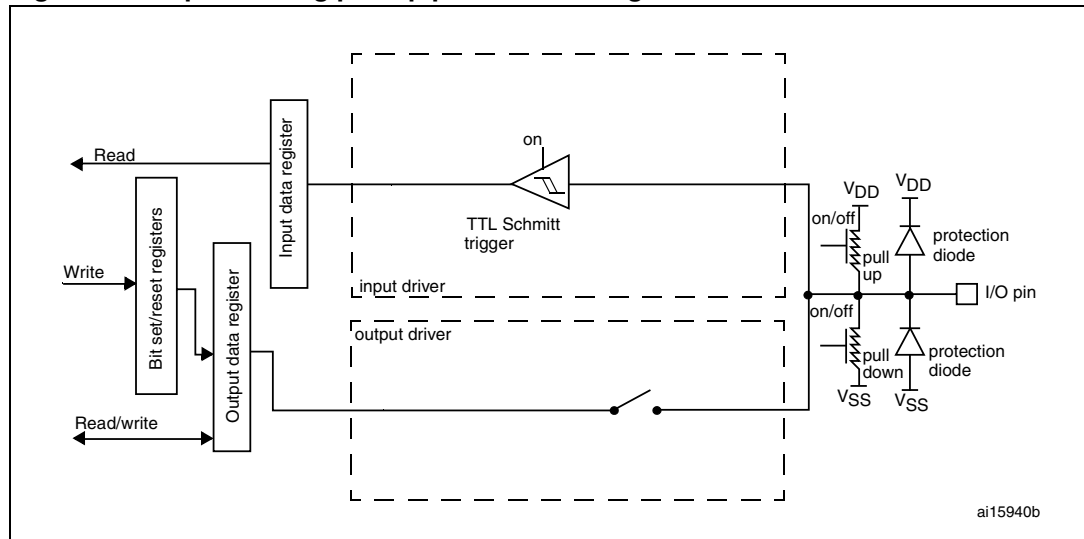 on
Read
Input data register
TTL Schmitt
trigger
Bit set/reset registers
Write
Output data register
Read/write
input driver
output driver
VDD
VDD
on/off
pull
up
protection
diode
I/O pin
on/off
pull
down
protection
diode
VSS
VSS
ai15940b